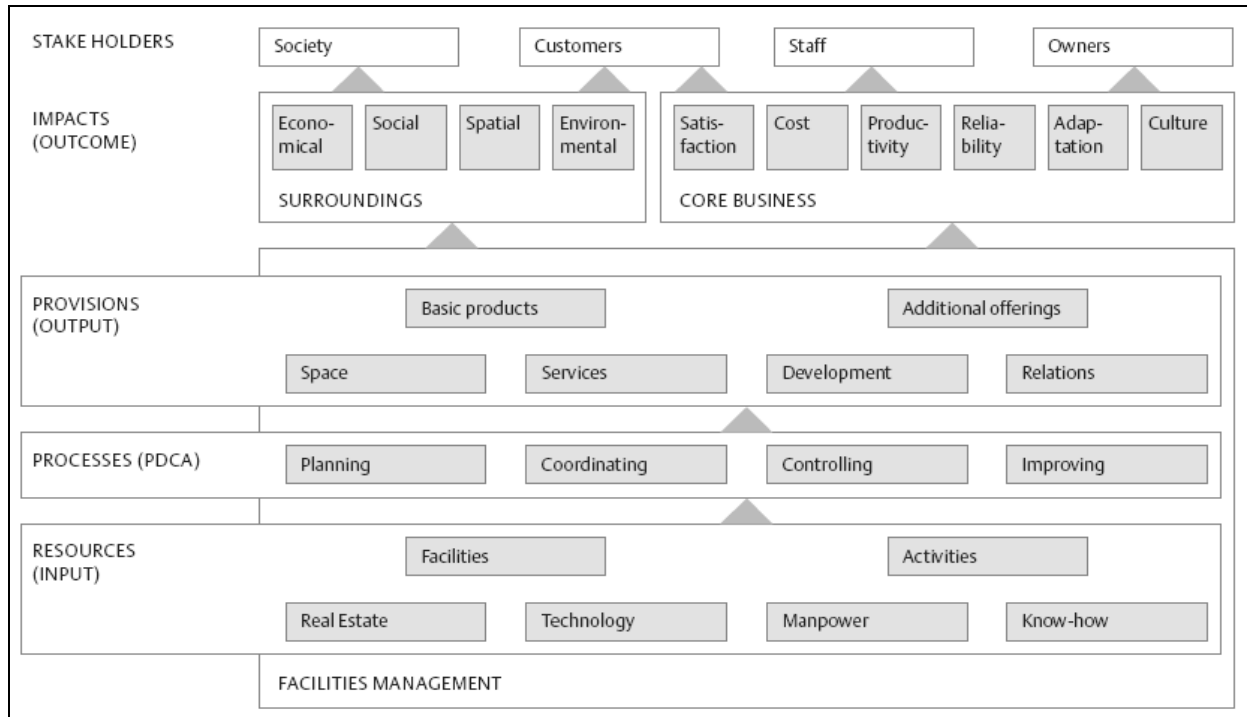 STAKE HOLDERS
Society
Customers
Staff
Owners
IMPACTS
(OUTCOME)
Econo-
mical
Social
Spatial
Environ-
mental
Satis-
faction
Cost
Produc-
tivity
Relia-
bility
Adap-
tation
Culture
SURROUNDINGS
CORE BUSINESS
PROVISIONS
(OUTPUT)
Basic products
Additional offerings
Space
Services
Development
Relations
PROCESSES (PDCA)
Planning
Coordinating
Controlling
Improving
RESOURCES
(INPUT)
Facilities
Activities
Real Estate
Technology
Manpower
Know-how
FACILITIES MANAGEMENT